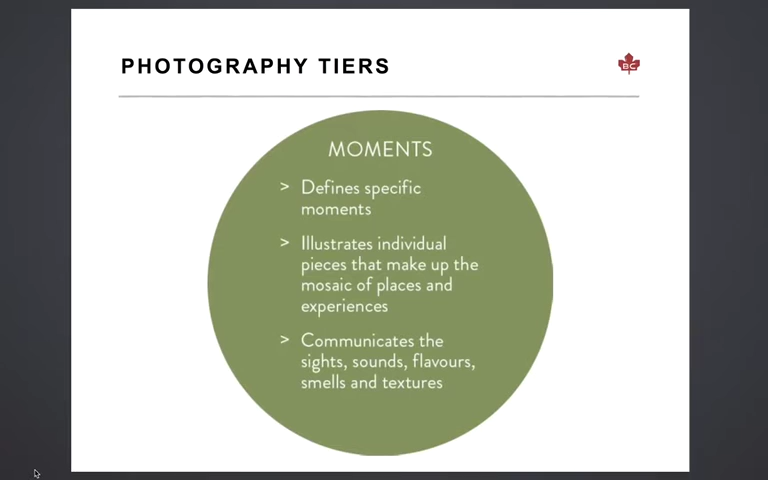 PHOTOGRAPHY TIERS
BC
MOMENTS
> Defines specific
moments
> Illustrates individual
pieces that make up the
mosaic of places and
experiences
> Communicates the
sights, sounds, flavours,
smells and textures